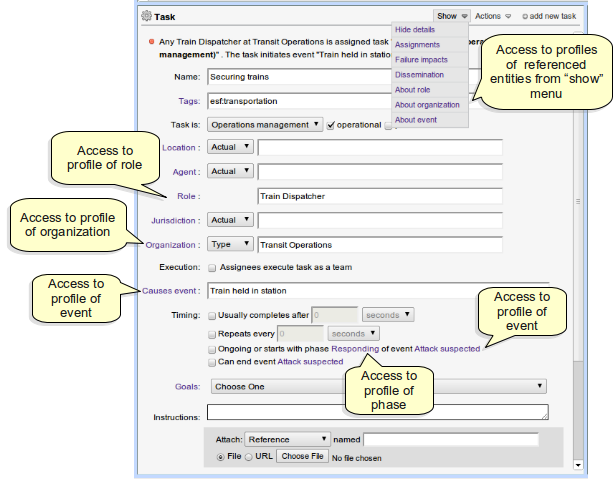 Task
Show Actions add new task
Any Train Dispatcher at Transit Operations is assigned task
management)" . The task initiates event "Train held in
Hide details
Assignments
Failure impacts
Dissemination
About role
About organization
About event
Access to profiles
of referenced
entities from “show”
menu
Name: Securing trains
Tags: esf:transportation
Task is: Operations management operational
Location : Actual
Agent : Actual
Role : Train Dispatcher
Jurisdiction : Actual
Organization : Type Transit Operations
Execution: Assignees execute task as a team
Causes event : Train held in station
Timing: Usually completes after 0 seconds
Repeats every 0 seconds
Ongoing or starts with phase Responding of event Attack suspected
Can end event Attack suspected
Goals: Choose One
Instructions:
Attach: Reference named
File URL Choose File No file chosen
Access to
profile of role
Access to profile
of organization
Access to
profile of
event
Access to
profile of
event
Access to
profile of
phase